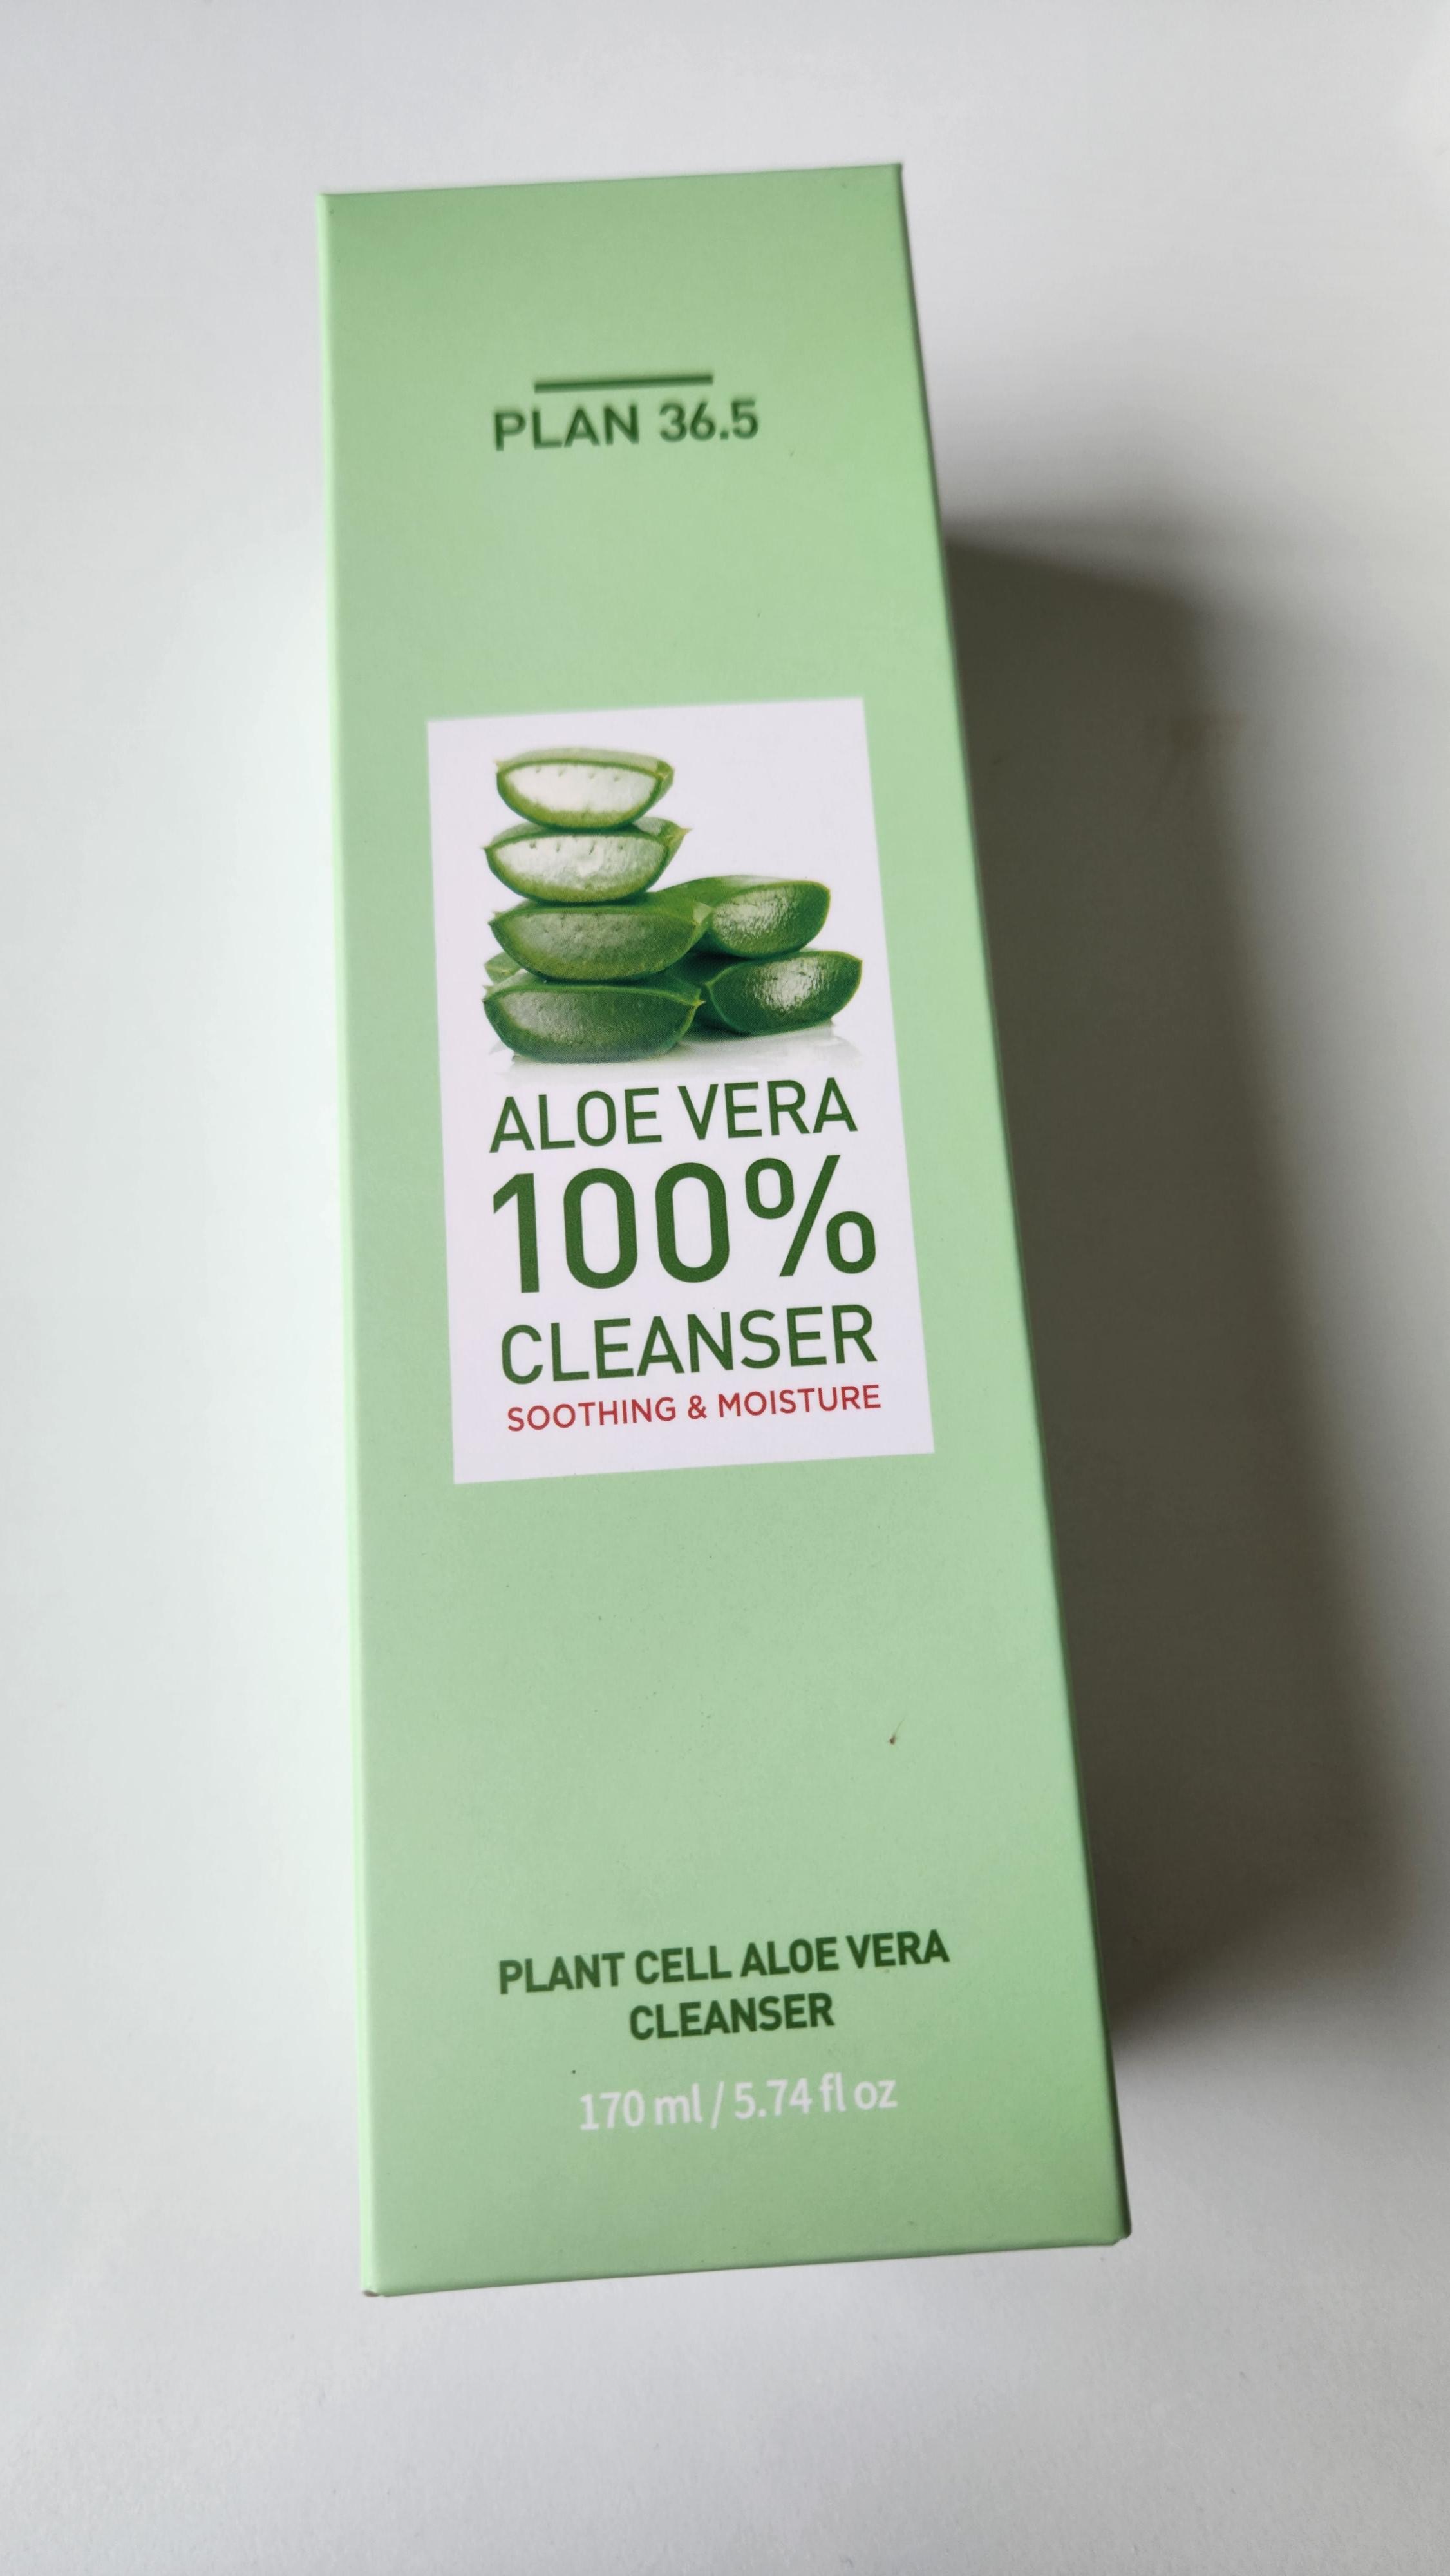 PLAN 36.5
ALOE VERA
100%
CLEANSER
SOOTHING & MOISTURE
PLANT CELL ALOE VERA
CLEANSER
170 ml / 5.74 fl oz